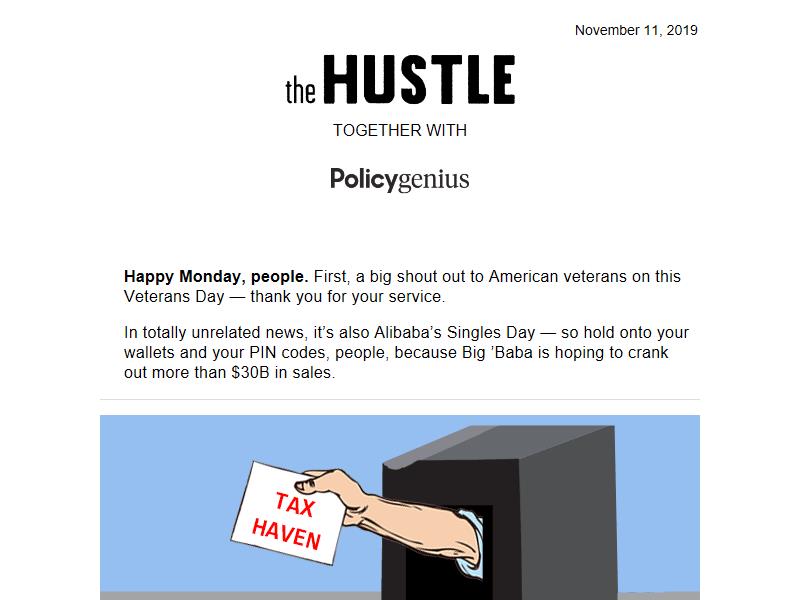 November 11, 2019
the HUSTLE
TOGETHER WITH
Policygenius
Happy Monday, people. First, a big shout out to American veterans on this
Veterans Day — thank you for your service.
In totally unrelated news, it’s also Alibaba’s Singles Day — so hold onto your
wallets and your PIN codes, people, because Big ’Baba is hoping to crank
out more than $30B in sales.
TAX
HAVEN